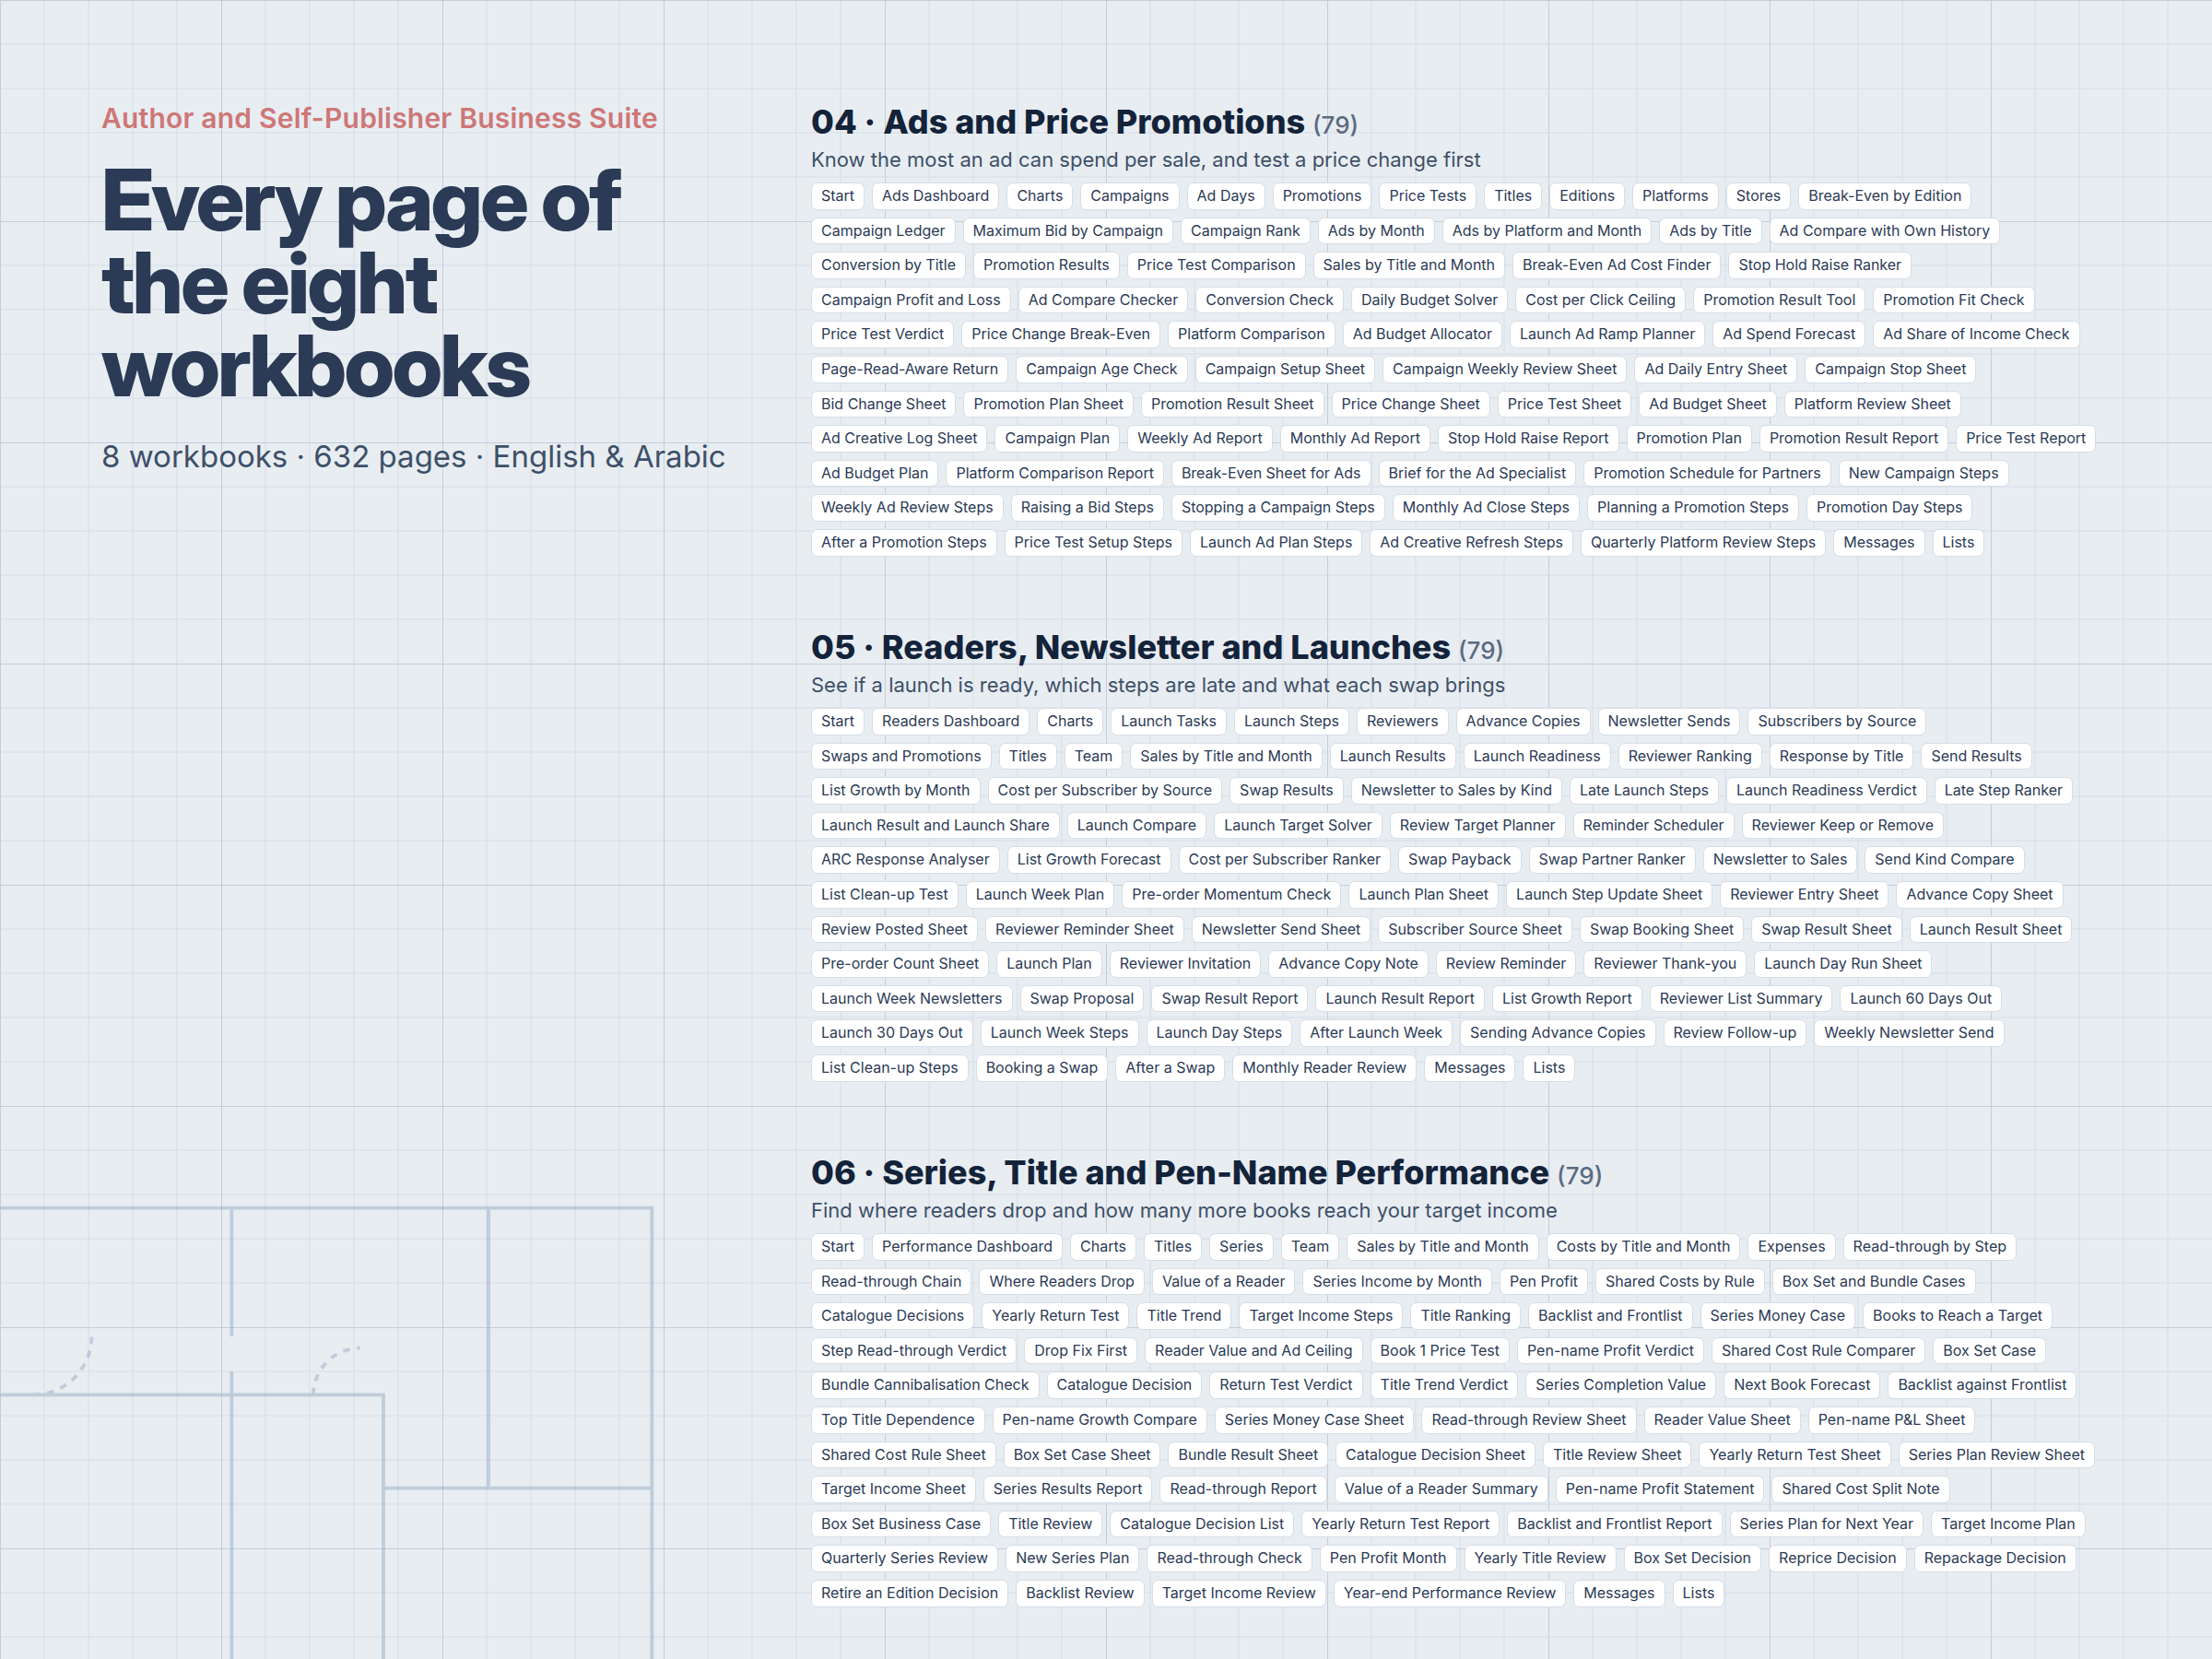 Author and Self-Publisher Business Suite
Every page of
the eight
workbooks
8 workbooks · 632 pages · English & Arabic
04 · Ads and Price Promotions (79)
Know the most an ad can spend per sale, and test a price change first
Start Ads Dashboard Charts Campaigns Ad Days Promotions Price Tests Titles Editions Platforms Stores Break-Even by Edition
Campaign Ledger Maximum Bid by Campaign Campaign Rank Ads by Month Ads by Platform and Month Ads by Title Ad Compare with Own History
Conversion by Title Promotion Results Price Test Comparison Sales by Title and Month Break-Even Ad Cost Finder Stop Hold Raise Ranker
Campaign Profit and Loss Ad Compare Checker Conversion Check Daily Budget Solver Cost per Click Ceiling Promotion Result Tool Promotion Fit Check
Price Test Verdict Price Change Break-Even Platform Comparison Ad Budget Allocator Launch Ad Ramp Planner Ad Spend Forecast Ad Share of Income Check
Page-Read-Aware Return Campaign Age Check Campaign Setup Sheet Campaign Weekly Review Sheet Ad Daily Entry Sheet Campaign Stop Sheet
Bid Change Sheet Promotion Plan Sheet Promotion Result Sheet Price Change Sheet Price Test Sheet Ad Budget Sheet Platform Review Sheet
Ad Creative Log Sheet Campaign Plan Weekly Ad Report Monthly Ad Report Stop Hold Raise Report Promotion Plan Promotion Result Report Price Test Report
Ad Budget Plan Platform Comparison Report Break-Even Sheet for Ads Brief for the Ad Specialist Promotion Schedule for Partners New Campaign Steps
Weekly Ad Review Steps Raising a Bid Steps Stopping a Campaign Steps Monthly Ad Close Steps Planning a Promotion Steps Promotion Day Steps
After a Promotion Steps Price Test Setup Steps Launch Ad Plan Steps Ad Creative Refresh Steps Quarterly Platform Review Steps Messages Lists
05 · Readers, Newsletter and Launches (79)
See if a launch is ready, which steps are late and what each swap brings
Start Readers Dashboard Charts Launch Tasks Launch Steps Reviewers Advance Copies Newsletter Sends Subscribers by Source
Swaps and Promotions Titles Team Sales by Title and Month Launch Results Launch Readiness Reviewer Ranking Response by Title Send Results
List Growth by Month Cost per Subscriber by Source Swap Results Newsletter to Sales by Kind Late Launch Steps Launch Readiness Verdict Late Step Ranker
Launch Result and Launch Share Launch Compare Launch Target Solver Review Target Planner Reminder Scheduler Reviewer Keep or Remove
ARC Response Analyser List Growth Forecast Cost per Subscriber Ranker Swap Payback Swap Partner Ranker Newsletter to Sales Send Kind Compare
List Clean-up Test Launch Week Plan Pre-order Momentum Check Launch Plan Sheet Launch Step Update Sheet Reviewer Entry Sheet Advance Copy Sheet
Review Posted Sheet Reviewer Reminder Sheet Newsletter Send Sheet Subscriber Source Sheet Swap Booking Sheet Swap Result Sheet Launch Result Sheet
Pre-order Count Sheet Launch Plan Reviewer Invitation Advance Copy Note Review Reminder Reviewer Thank-you Launch Day Run Sheet
Launch Week Newsletters Swap Proposal Swap Result Report Launch Result Report List Growth Report Reviewer List Summary Launch 60 Days Out
Launch 30 Days Out Launch Week Steps Launch Day Steps After Launch Week Sending Advance Copies Review Follow-up Weekly Newsletter Send
List Clean-up Steps Booking a Swap After a Swap Monthly Reader Review Messages Lists
06 · Series, Title and Pen-Name Performance (79)
Find where readers drop and how many more books reach your target income
Start Performance Dashboard Charts Titles Series Team Sales by Title and Month Costs by Title and Month Expenses Read-through by Step
Read-through Chain Where Readers Drop Value of a Reader Series Income by Month Pen Profit Shared Costs by Rule Box Set and Bundle Cases
Catalogue Decisions Yearly Return Test Title Trend Target Income Steps Title Ranking Backlist and Frontlist Series Money Case Books to Reach a Target
Step Read-through Verdict Drop Fix First Reader Value and Ad Ceiling Book 1 Price Test Pen-name Profit Verdict Shared Cost Rule Comparer Box Set Case
Bundle Cannibalisation Check Catalogue Decision Return Test Verdict Title Trend Verdict Series Completion Value Next Book Forecast Backlist against Frontlist
Top Title Dependence Pen-name Growth Compare Series Money Case Sheet Read-through Review Sheet Reader Value Sheet Pen-name P&L Sheet
Shared Cost Rule Sheet Box Set Case Sheet Bundle Result Sheet Catalogue Decision Sheet Title Review Sheet Yearly Return Test Sheet Series Plan Review Sheet
Target Income Sheet Series Results Report Read-through Report Value of a Reader Summary Pen-name Profit Statement Shared Cost Split Note
Box Set Business Case Title Review Catalogue Decision List Yearly Return Test Report Backlist and Frontlist Report Series Plan for Next Year Target Income Plan
Quarterly Series Review New Series Plan Read-through Check Pen Profit Month Yearly Title Review Box Set Decision Reprice Decision Repackage Decision
Retire an Edition Decision Backlist Review Target Income Review Year-end Performance Review Messages Lists